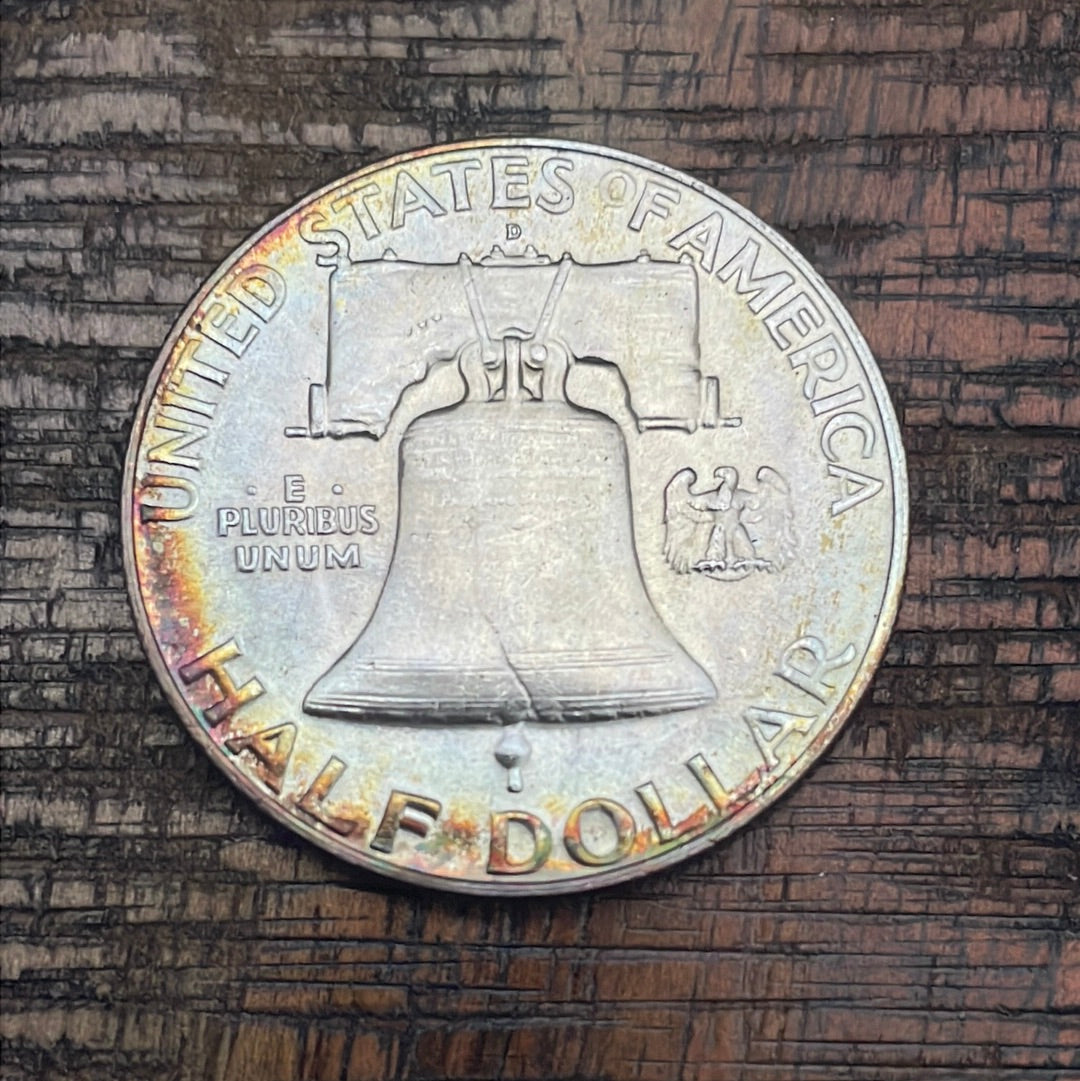 UNITED STATES OF AMERICA
D
· E ·
PLURIBUS
UNUM
HALF DOLLAR